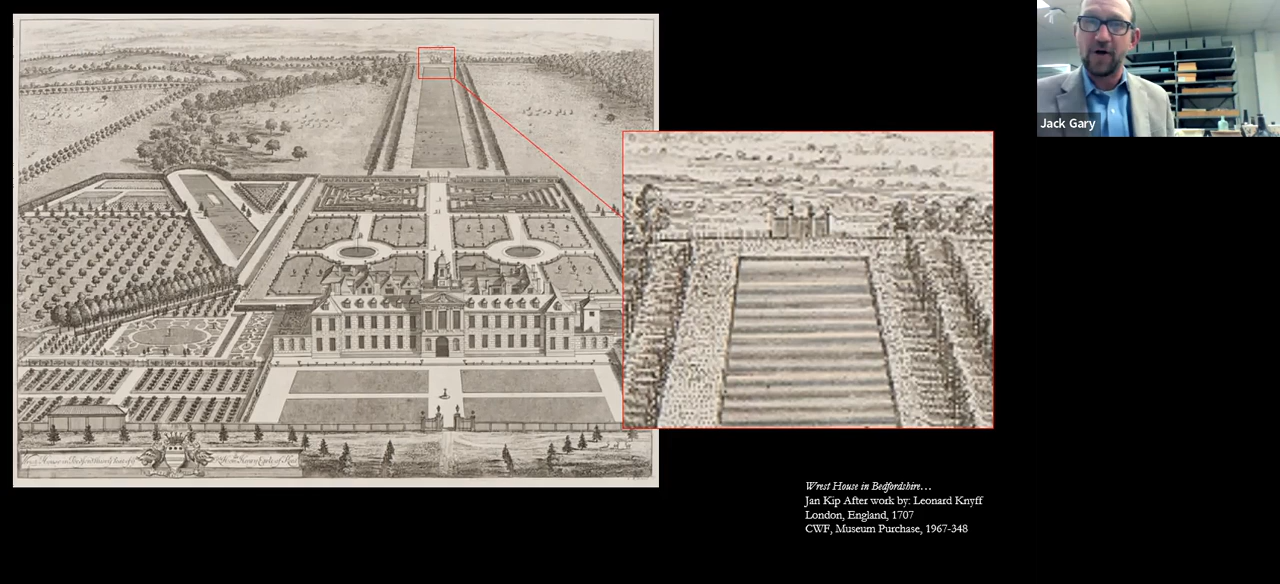 Jack Gary
Wrest House in Bedfordshire...
Jan Kip After work by: Leonard Knyff
London, England, 1707
CWF, Museum Purchase, 1967-348